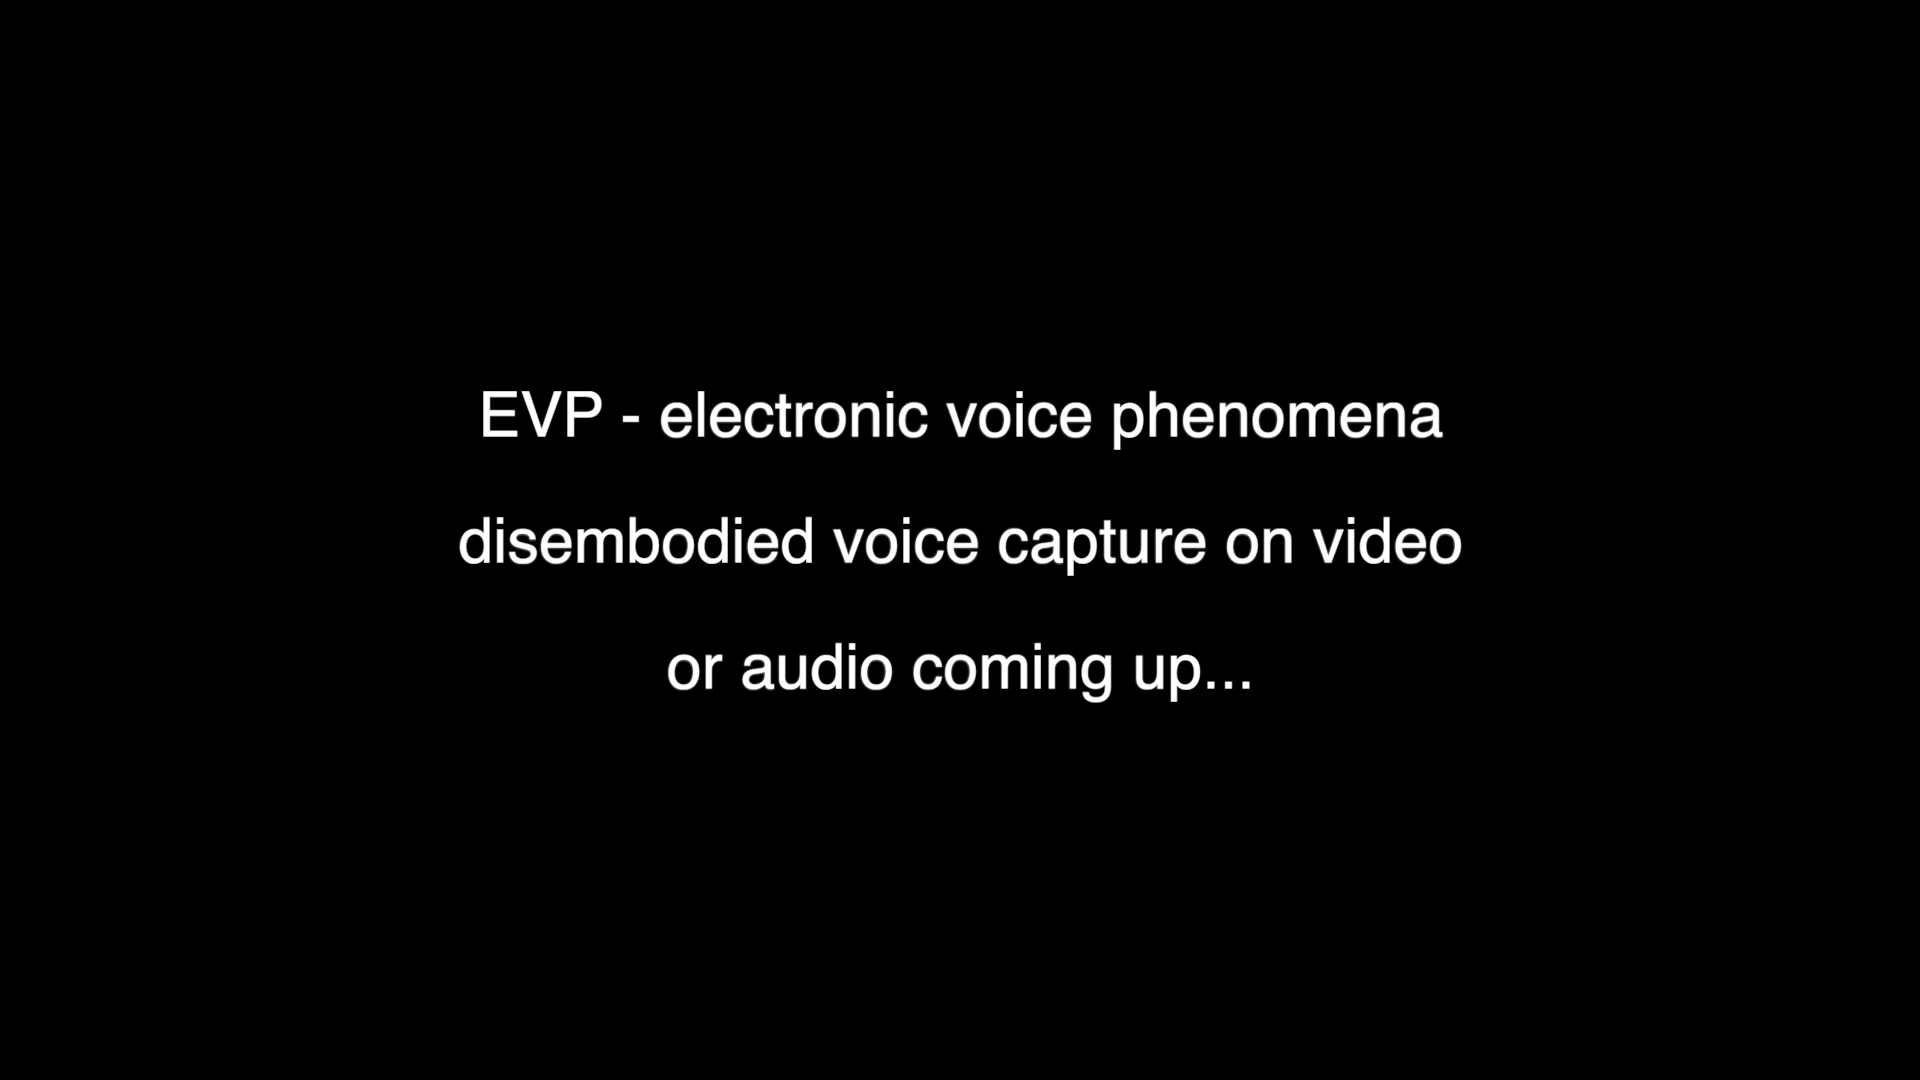 EVP - electronic voice phenomena
disembodied voice capture on video
or audio coming up...